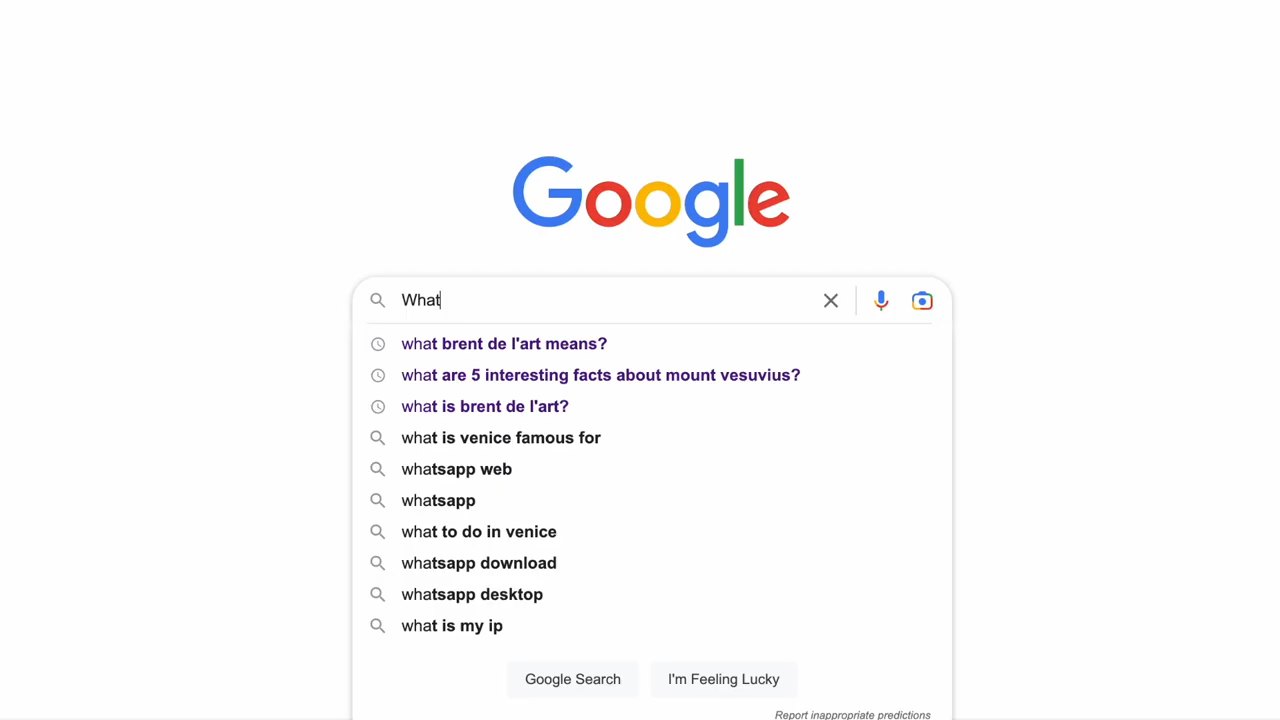 Google
What
what brent de l'art means?
what are 5 interesting facts about mount vesuvius?
what is brent de l'art?
what is venice famous for
whatsapp web
whatsapp
what to do in venice
whatsapp download
whatsapp desktop
what is my ip
Google Search I'm Feeling Lucky
Report inappropriate predictions